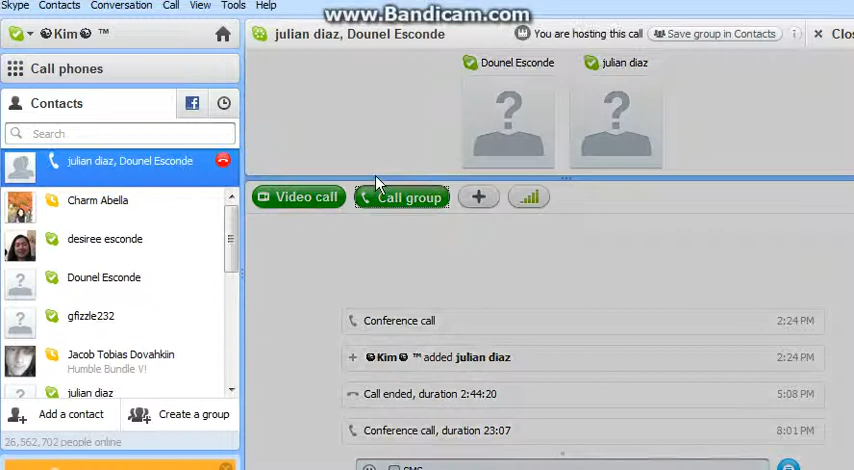 www.Bandicam.com
Skype Contacts Conversation Call View Tools Help
Kim ™
Call phones
Contacts
Search
julian diaz, Dounel Esconde
Charm Abella
desiree esconde
Dounel Esconde
gfizzle232
Jacob Tobias Dovahkiin
Humble Bundle V!
julian diaz
Add a contact
Create a group
26,562,702 people online
julian diaz, Dounel Esconde
You are hosting this call
Save group in Contacts
Clo
Dounel Esconde
julian diaz
Video call
Call group
Conference call 2:24 PM
Kim ™ added julian diaz 2:24 PM
Call ended, duration 2:44:20 5:08 PM
Conference call, duration 23:07 8:01 PM
SMS